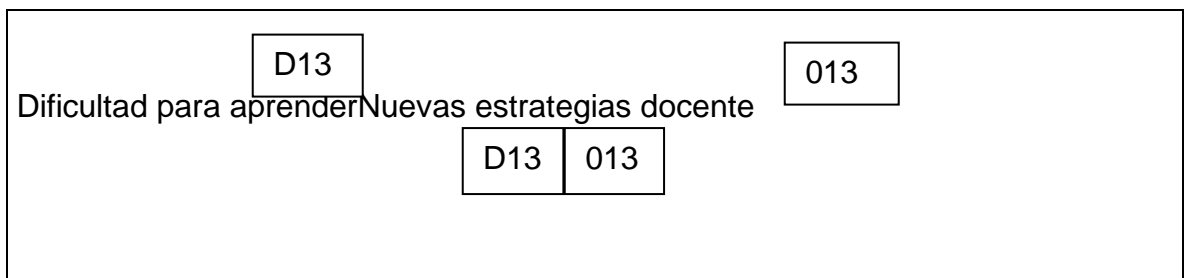 D13
013
Dificultad para aprenderNuevas estrategias docente
D13 013